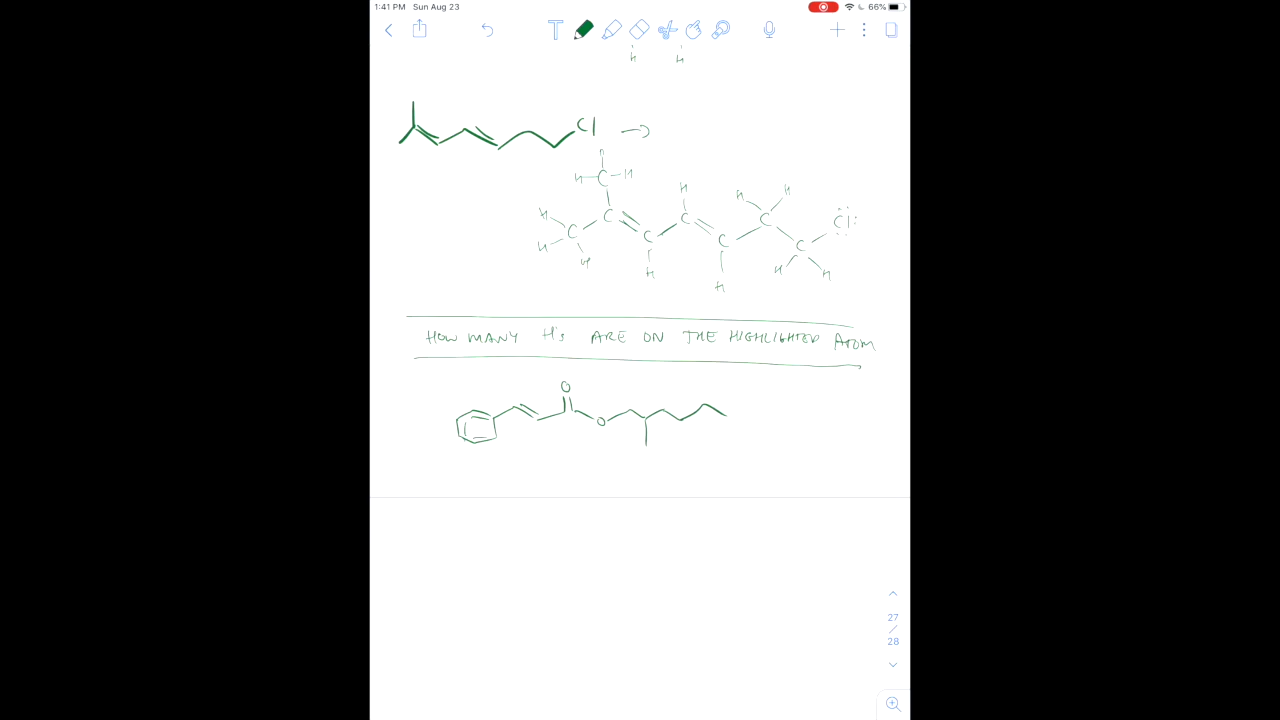 1:41 PM Sun Aug 23 66%
T
H H
Cl
H
H C H
H H H H
H C C C C Cl
H H C C C
H H H H
H
HOW MANY H's ARE ON THE HIGHLIGHTED ATOM
O
O
27
/
28